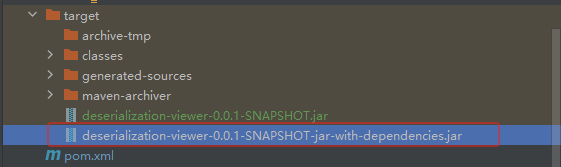 target
archive-tmp
classes
generated-sources
maven-archiver
deserialization-viewer-0.0.1-SNAPSHOT.jar
deserialization-viewer-0.0.1-SNAPSHOT-jar-with-dependencies.jar
m pom.xml